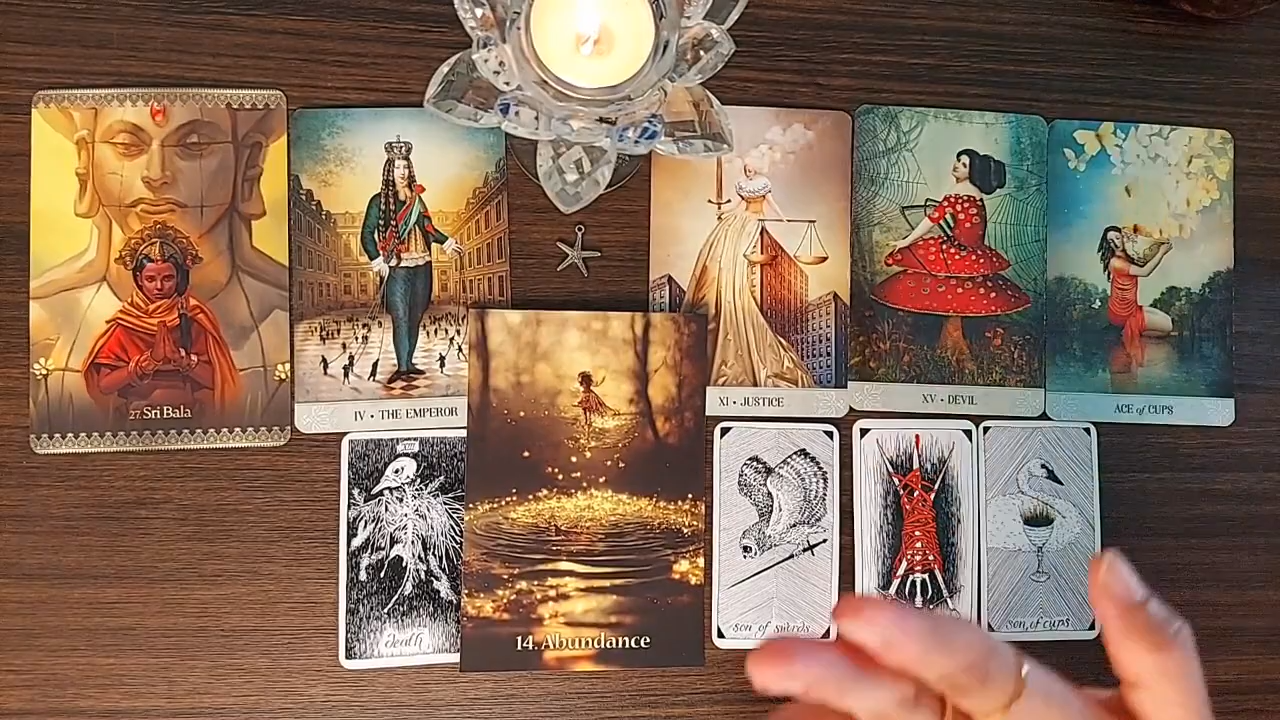 27. Sri Bala
IV • THE EMPEROR
XI • JUSTICE
XV • DEVIL
ACE of CUPS
XIII
death
14. Abundance
son of swords
son of cups